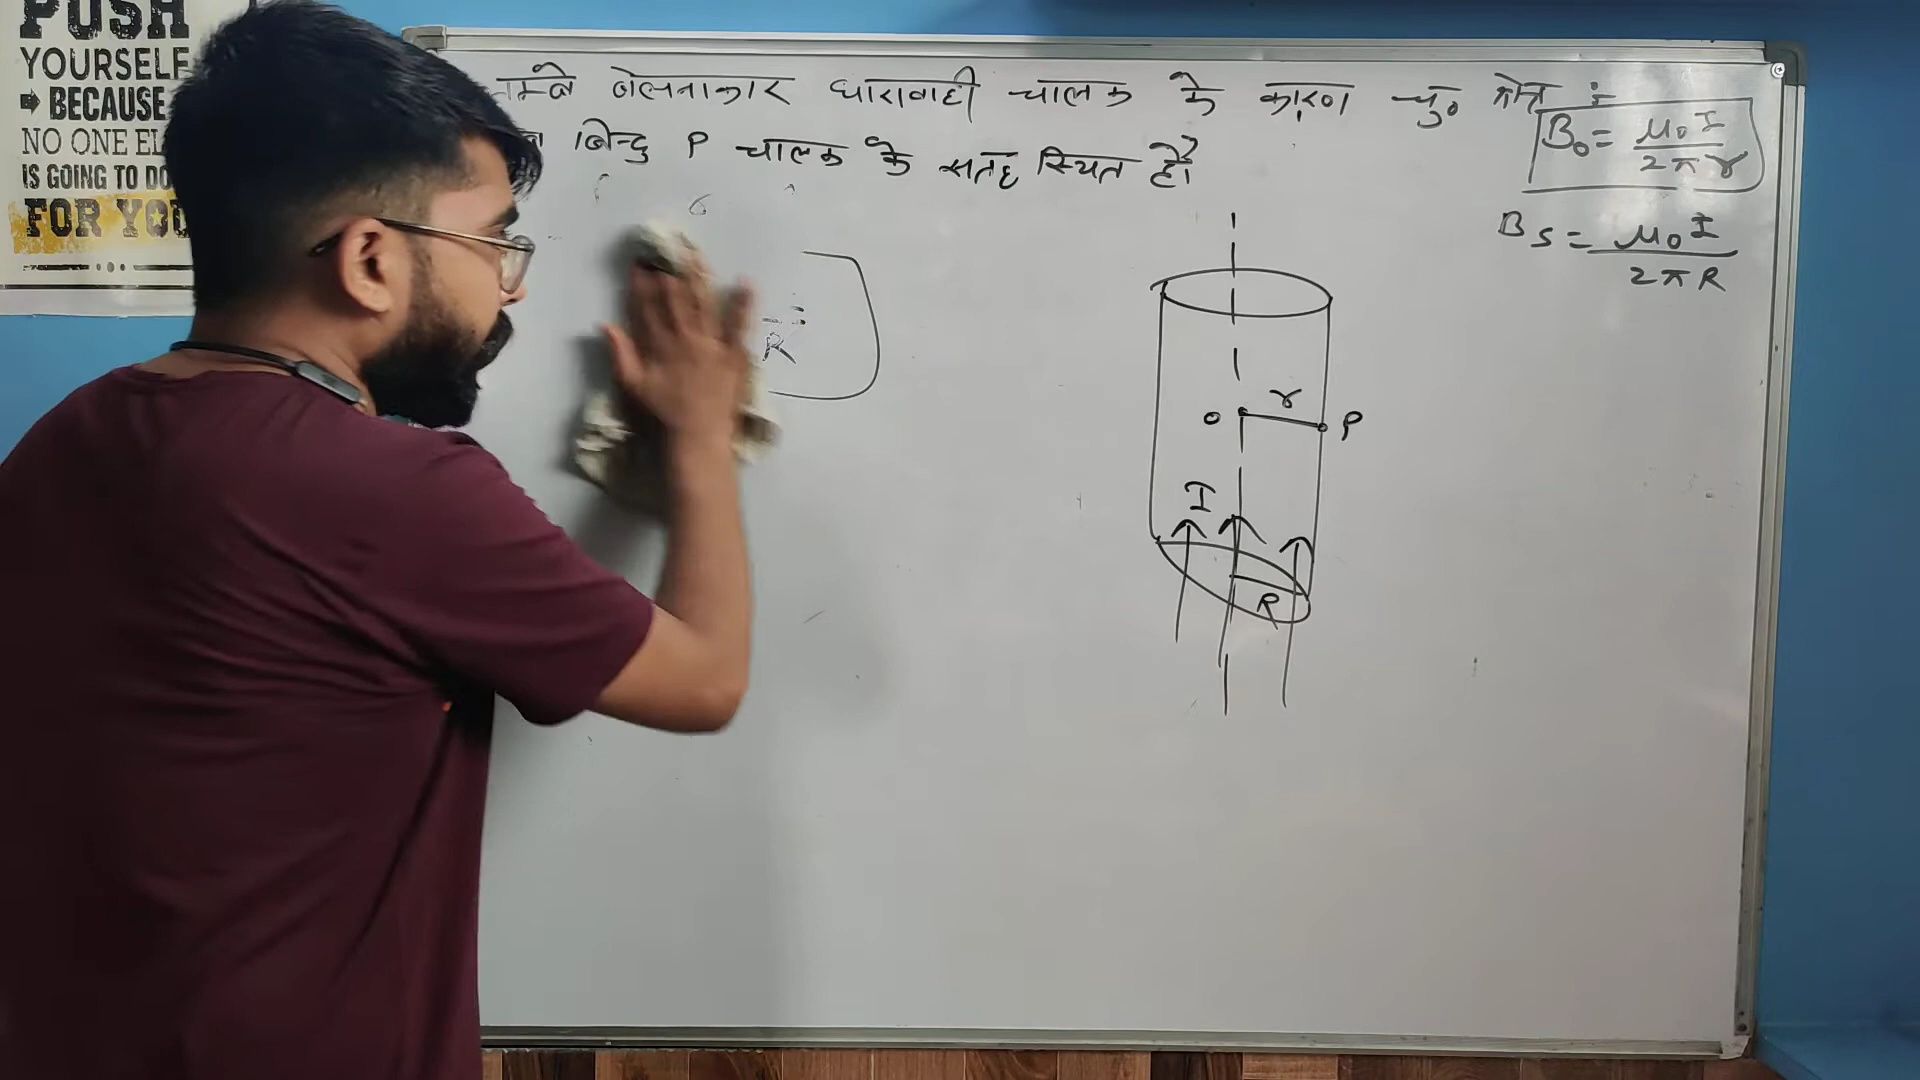 PUSH
YOURSELF
➡ BECAUSE
NO ONE EL
IS GOING TO DO
FOR YOU
लम्बे बेलनाकार धारावाही चालक के कारण चु० क्षेत्र :-
बिन्दु P चालक के सतह स्थित है।
B₀ = μ₀I / 2πr
Bs = μ₀I / 2πR
R
r
O
P
I
R